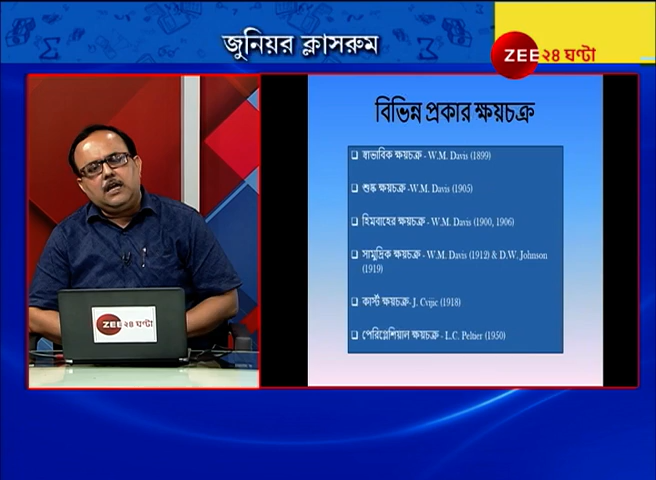 জুনিয়র ক্লাসরুম
ZEE ২৪ ঘণ্টা
বিভিন্ন প্রকার ক্ষয়চক্র
❑ স্বাভাবিক ক্ষয়চক্র - W.M. Davis (1899)
❑ শুষ্ক ক্ষয়চক্র -W.M. Davis (1905)
❑ হিমবাহের ক্ষয়চক্র - W.M. Davis (1900, 1906)
❑ সামুদ্রিক ক্ষয়চক্র - W.M. Davis (1912) & D.W. Johnson
(1919)
❑ কার্স্ট ক্ষয়চক্র- J. Cvijic (1918)
❑ পেরিগ্লেশিয়াল ক্ষয়চক্র - L.C. Peltier (1950)
ZEE ২৪ ঘণ্টা